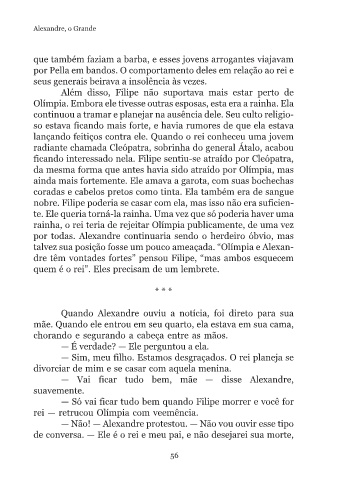 Alexandre, o Grande
que também faziam a barba, e esses jovens arrogantes viajavam
por Pella em bandos. O comportamento deles em relação ao rei e
seus generais beirava a insolência às vezes.
Além disso, Filipe não suportava mais estar perto de
Olímpia. Embora ele tivesse outras esposas, esta era a rainha. Ela
continuou a tramar e planejar na ausência dele. Seu culto religio-
so estava ficando mais forte, e havia rumores de que ela estava
lançando feitiços contra ele. Quando o rei conheceu uma jovem
radiante chamada Cleópatra, sobrinha do general Átalo, acabou
ficando interessado nela. Filipe sentiu-se atraído por Cleópatra,
da mesma forma que antes havia sido atraído por Olímpia, mas
ainda mais fortemente. Ele amava a garota, com suas bochechas
coradas e cabelos pretos como tinta. Ela também era de sangue
nobre. Filipe poderia se casar com ela, mas isso não era suficien-
te. Ele queria torná-la rainha. Uma vez que só poderia haver uma
rainha, o rei teria de rejeitar Olímpia publicamente, de uma vez
por todas. Alexandre continuaria sendo o herdeiro óbvio, mas
talvez sua posição fosse um pouco ameaçada. “Olímpia e Alexan-
dre têm vontades fortes” pensou Filipe, “mas ambos esquecem
quem é o rei”. Eles precisam de um lembrete.
* * *
Quando Alexandre ouviu a notícia, foi direto para sua
mãe. Quando ele entrou em seu quarto, ela estava em sua cama,
chorando e segurando a cabeça entre as mãos.
— É verdade? — Ele perguntou a ela.
— Sim, meu filho. Estamos desgraçados. O rei planeja se
divorciar de mim e se casar com aquela menina.
— Vai ficar tudo bem, mãe — disse Alexandre,
suavemente.
— Só vai ficar tudo bem quando Filipe morrer e você for
rei — retrucou Olímpia com veemência.
— Não! — Alexandre protestou. — Não vou ouvir esse tipo
de conversa. — Ele é o rei e meu pai, e não desejarei sua morte,
56